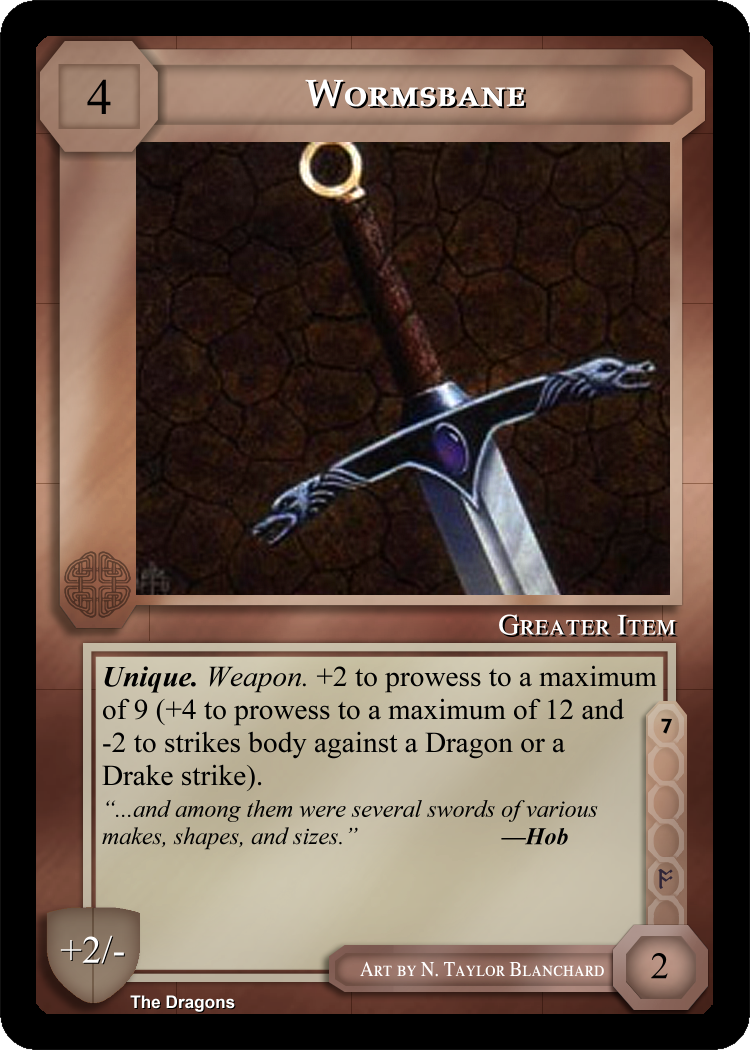 4
WORMSBANE
GREATER ITEM
Unique. Weapon. +2 to prowess to a maximum
of 9 (+4 to prowess to a maximum of 12 and
-2 to strikes body against a Dragon or a
Drake strike).
“...and among them were several swords of various
makes, shapes, and sizes.” —Hob
7
ᚩ
+2/-
ART BY N. TAYLOR BLANCHARD
2
The Dragons